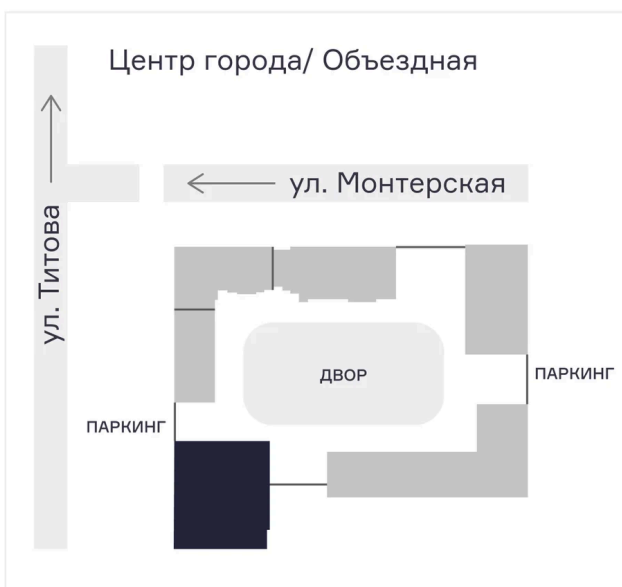 Центр города/ Объездная
ул. Монтерская
ул. Титова
ДВОР
ПАРКИНГ
ПАРКИНГ